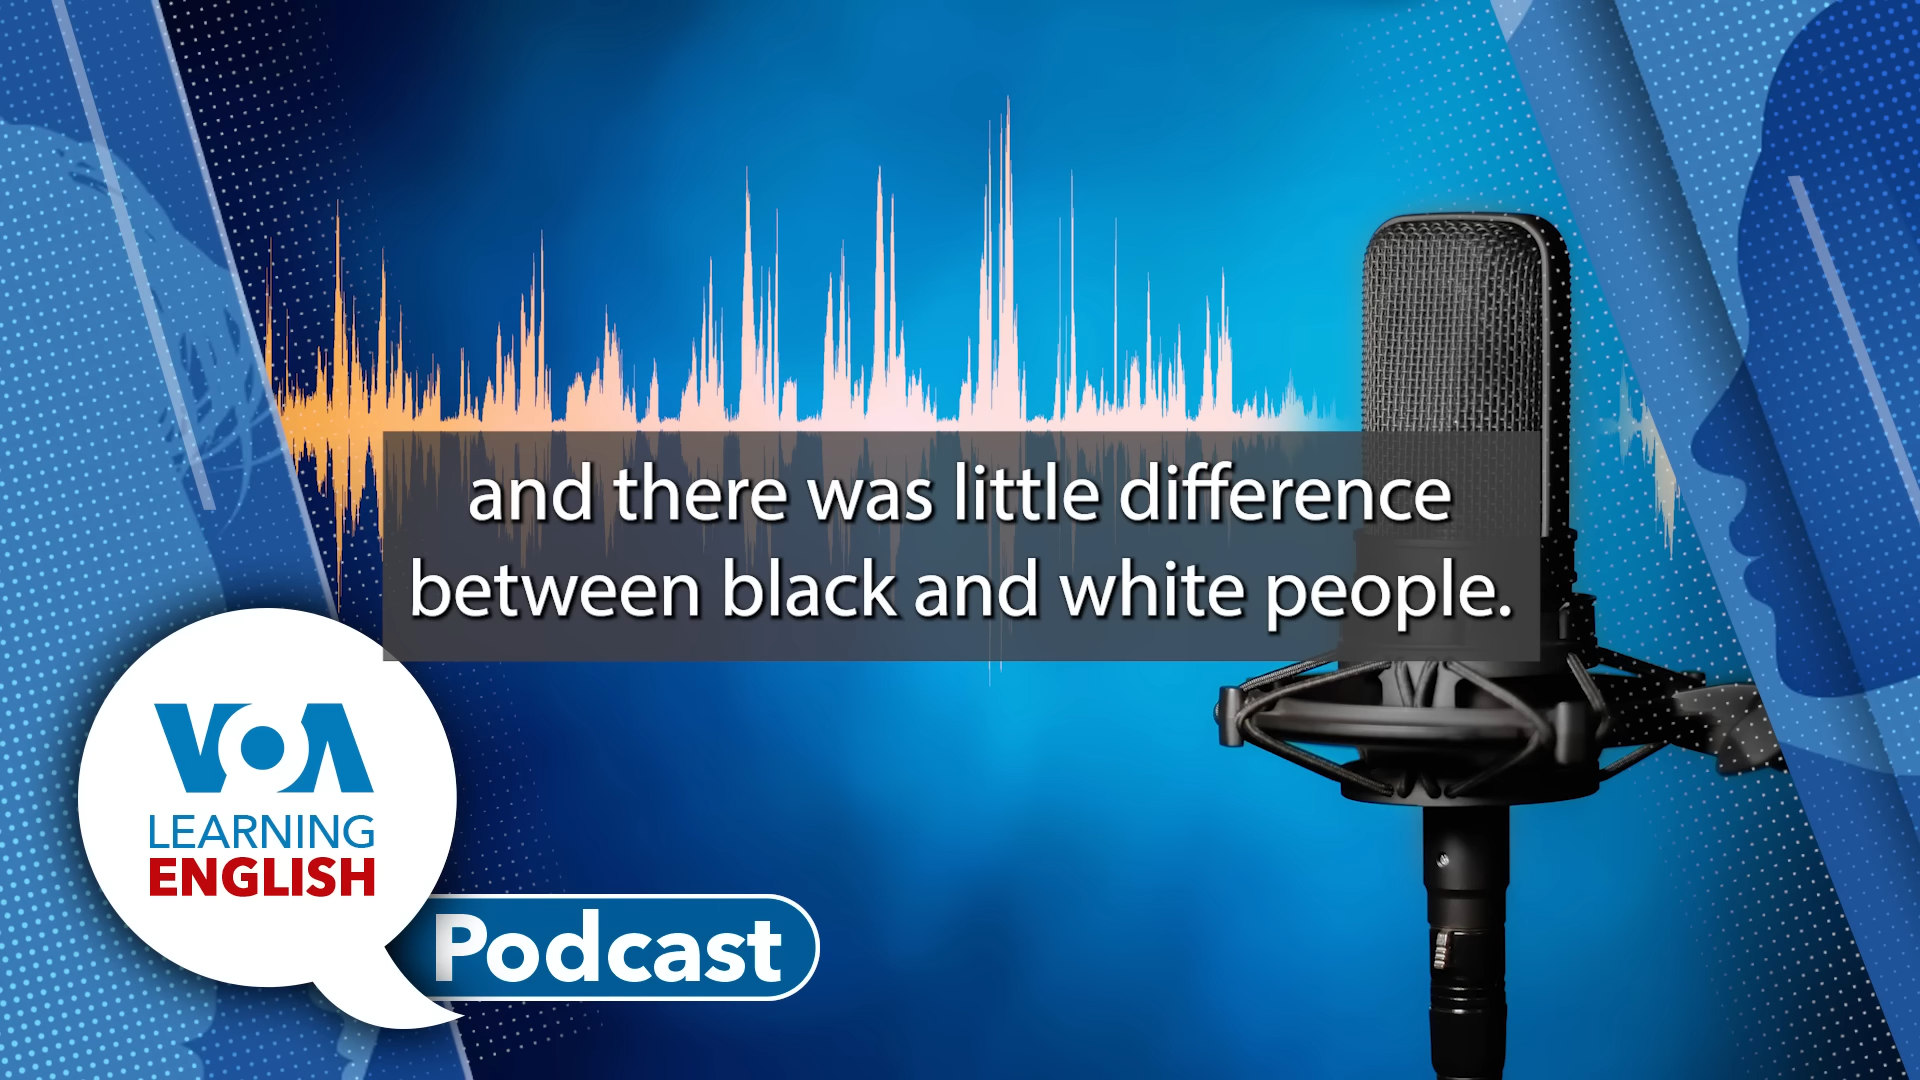 and there was little difference
between black and white people.
VOA
LEARNING
ENGLISH
Podcast